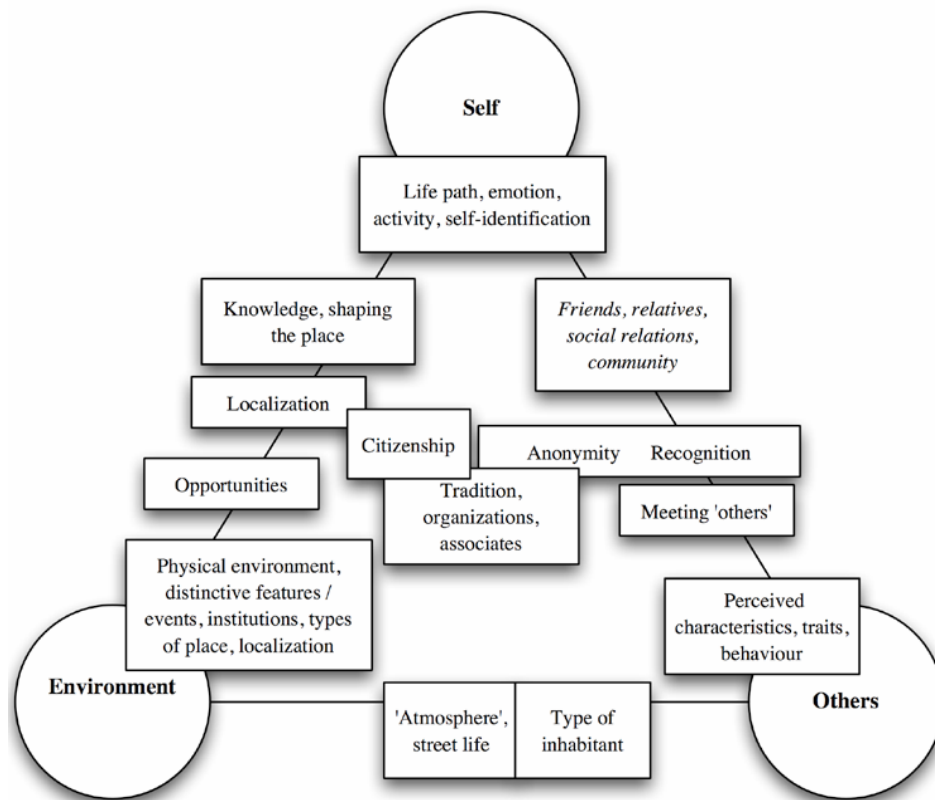 Self
Life path, emotion,
activity, self-identification
Knowledge, shaping
the place
Friends, relatives,
social relations,
community
Localization
Citizenship
Anonymity Recognition
Opportunities
Tradition,
organizations,
associates
Meeting 'others'
Physical environment,
distinctive features /
events, institutions, types
of place, localization
Perceived
characteristics, traits,
behaviour
Environment
Others
'Atmosphere',
street life
Type of
inhabitant